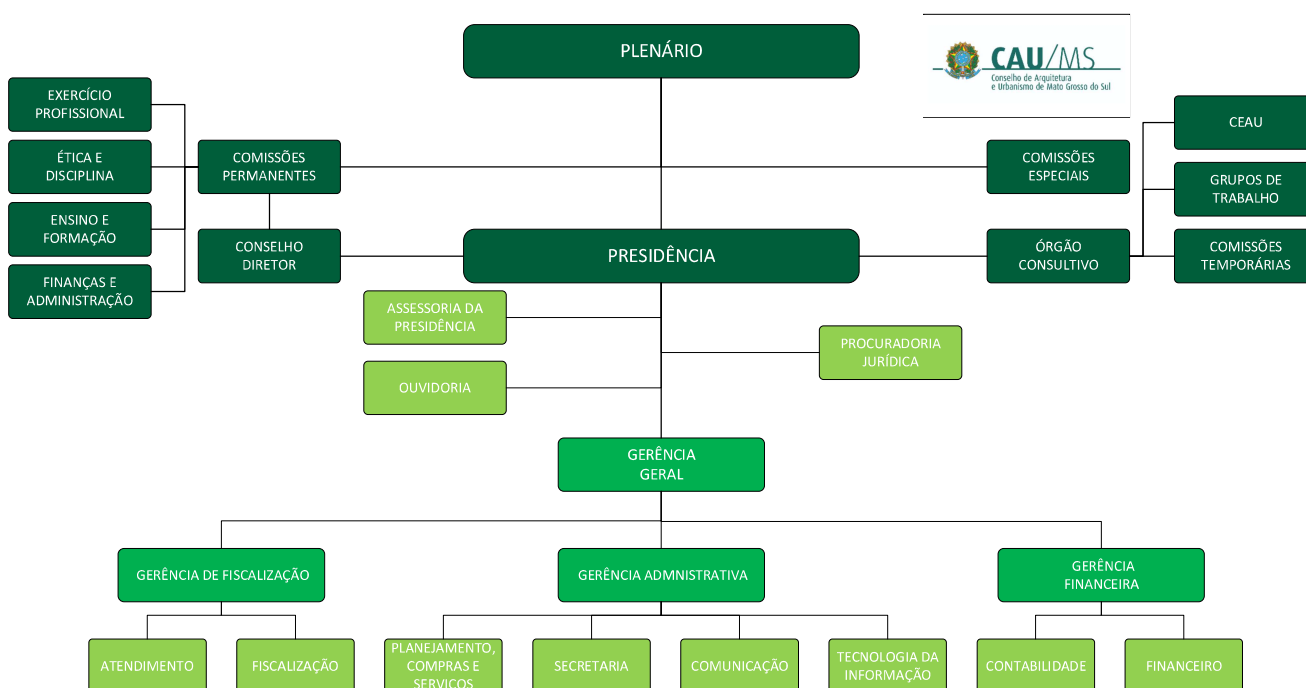 PLENÁRIO
CAU/MS
Conselho de Arquitetura
e Urbanismo de Mato Grosso do Sul
EXERCÍCIO
PROFISSIONAL
ÉTICA E
DISCIPLINA
ENSINO E
FORMAÇÃO
FINANÇAS E
ADMINISTRAÇÃO
COMISSÕES
PERMANENTES
CONSELHO
DIRETOR
COMISSÕES
ESPECIAIS
CEAU
GRUPOS DE
TRABALHO
COMISSÕES
TEMPORÁRIAS
PRESIDÊNCIA
ÓRGÃO
CONSULTIVO
ASSESSORIA DA
PRESIDÊNCIA
PROCURADORIA
JURÍDICA
OUVIDORIA
GERÊNCIA
GERAL
GERÊNCIA DE FISCALIZAÇÃO
GERÊNCIA ADMNISTRATIVA
GERÊNCIA
FINANCEIRA
ATENDIMENTO
FISCALIZAÇÃO
PLANEJAMENTO,
COMPRAS E
SERVIÇOS
SECRETARIA
COMUNICAÇÃO
TECNOLOGIA DA
INFORMAÇÃO
CONTABILIDADE
FINANCEIRO